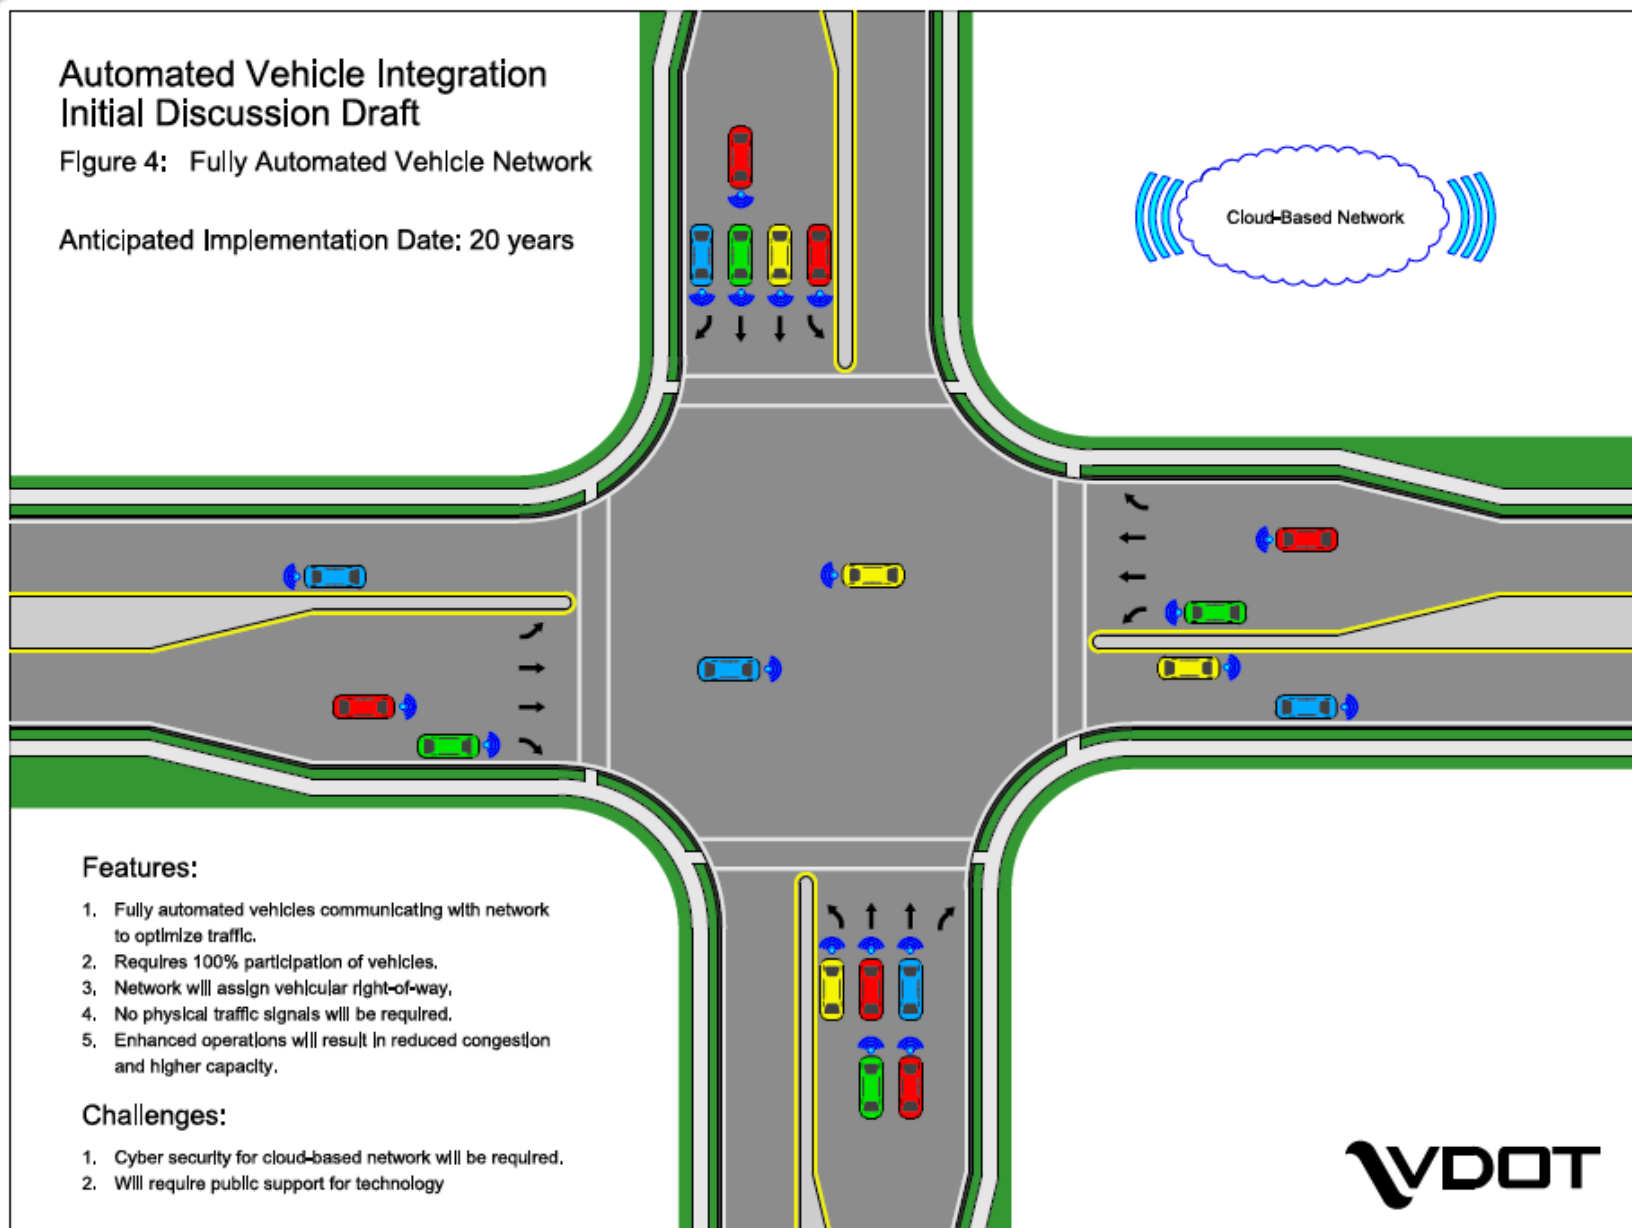 Automated Vehicle Integration
Initial Discussion Draft
Figure 4: Fully Automated Vehicle Network
Anticipated Implementation Date: 20 years
Cloud-Based Network
Features:
1. Fully automated vehicles communicating with network
to optimize traffic.
2. Requires 100% participation of vehicles.
3. Network will assign vehicular right-of-way.
4. No physical traffic signals will be required.
5. Enhanced operations will result in reduced congestion
and higher capacity.
Challenges:
1. Cyber security for cloud-based network will be required.
2. Will require public support for technology
VDOT